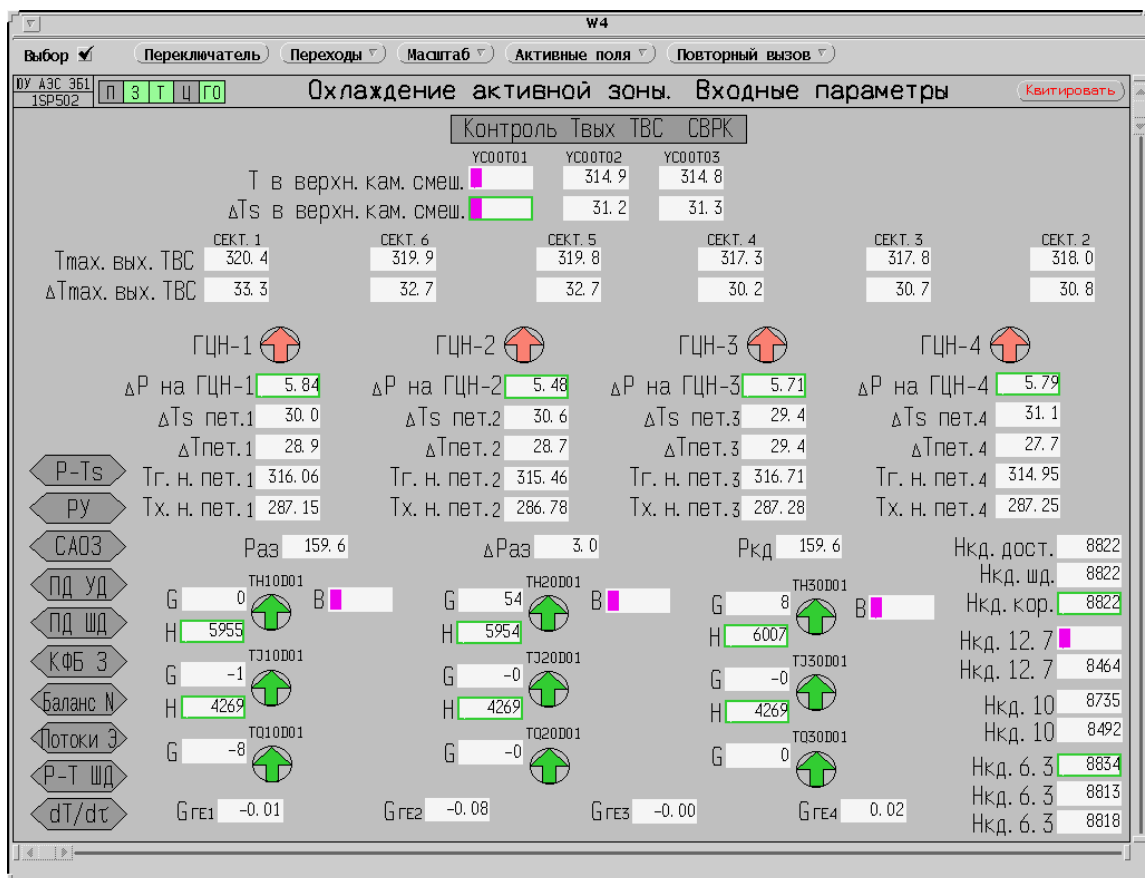 W4
Выбор Переключатель Переходы Масштаб Активные поля Повторный вызов
ОУ АЭС ЭБ1
1SP502
П З Т Ц ГО Охлаждение активной зоны. Входные параметры Квитировать
Контроль Твых ТВС СВРК
YC00T01 YC00T02 YC00T03
Т в верхн. кам. смеш. 314.9 314.8
ΔTs в верхн. кам. смеш. 31.2 31.3
СЕКТ. 1 СЕКТ. 6 СЕКТ. 5 СЕКТ. 4 СЕКТ. 3 СЕКТ. 2
Tmax. вых. ТВС 320.4 319.9 319.8 317.3 317.8 318.0
ΔTmax. вых. ТВС 33.3 32.7 32.7 30.2 30.7 30.8
ГЦН-1 ГЦН-2 ГЦН-3 ГЦН-4
ΔP на ГЦН-1 5.84 ΔP на ГЦН-2 5.48 ΔP на ГЦН-3 5.71 ΔP на ГЦН-4 5.79
ΔTs пет.1 30.0 ΔTs пет.2 30.6 ΔTs пет.3 29.4 ΔTs пет.4 31.1
ΔTпет.1 28.9 ΔTпет.2 28.7 ΔTпет.3 29.4 ΔTпет.4 27.7
P-Ts Тг. н. пет. 1 316.06 Тг. н. пет.2 315.46 Тг. н. пет.3 316.71 Тг. н. пет. 4 314.95
РУ Тх. н. пет. 1 287.15 Тх. н. пет.2 286.78 Тх. н. пет.3 287.28 Тх. н. пет. 4 287.25
САОЗ Раз 159.6 ΔРаз 3.0 Ркд 159.6 Нкд. дост. 8822
Нкд. шд. 8822
ПД УД TH10D01 TH20D01 TH30D01
G 0 В G 54 В G 8 В Нкд. кор. 8822
ПД ШД Н 5955 Н 5954 Н 6007
Нкд. 12. 7
КФБ З TJ10D01 TJ20D01 TJ30D01
G -1 G -0 G -0 Нкд. 12. 7 8464
Баланс N Н 4269 Н 4269 Н 4269 Нкд. 10 8735
Потоки Э TQ10D01 TQ20D01 TQ30D01 Нкд. 10 8492
G -8 G -0 G 0
Р-Т ШД Нкд. 6. 3 8834
Нкд. 6. 3 8813
dT/dτ GГЕ1 -0.01 GГЕ2 -0.08 GГЕ3 -0.00 GГЕ4 0.02 Нкд. 6. 3 8818